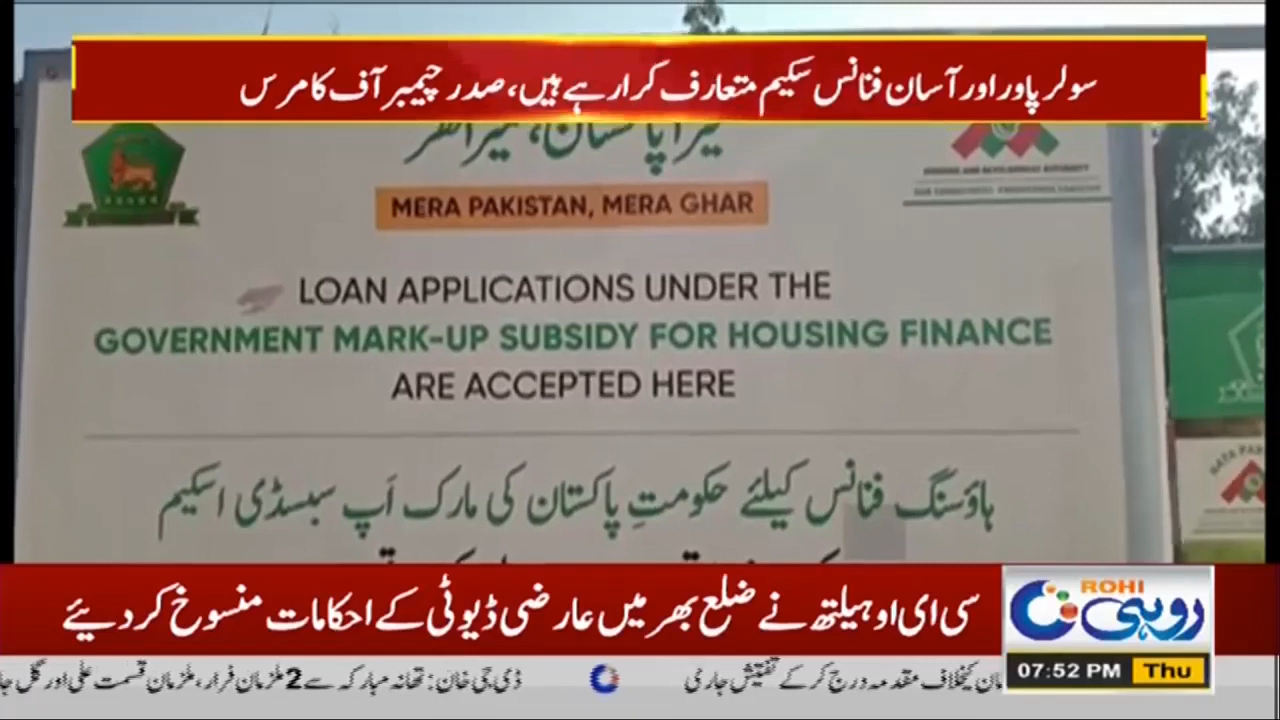 سولر پاور اور آسان فنانس سکیم متعارف کرا رہے ہیں، صدر چیمبر آف کامرس
میرا پاکستان، میرا گھر
MERA PAKISTAN, MERA GHAR
LOAN APPLICATIONS UNDER THE
GOVERNMENT MARK-UP SUBSIDY FOR HOUSING FINANCE
ARE ACCEPTED HERE
ہاؤسنگ فنانس کیلئے حکومتِ پاکستان کی مارک اَپ سبسڈی اسکیم
سی ای او ہیلتھ نے ضلع بھر میں عارضی ڈیوٹی کے احکامات منسوخ کر دیئے
ROHI
روہی
07:52 PM Thu
کیخلاف مقدمہ درج کر کے تفتیش جاری
ڈی جی خان: تھانہ مبارکہ سے 2 ملزمان فرار، ملزمان قسمت علی اور گل